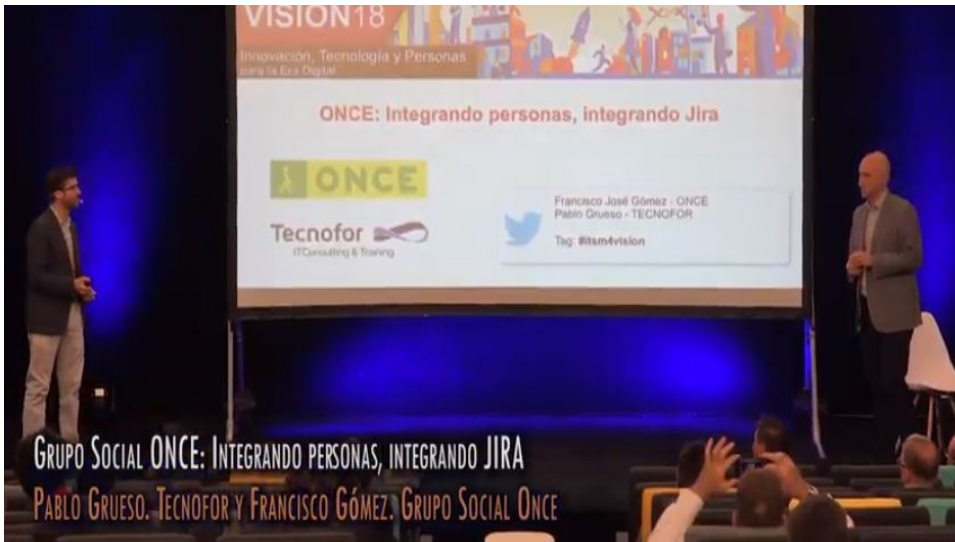 VISION18
Innovación, Tecnología y Personas
para la Era Digital
ONCE: Integrando personas, integrando Jira
ONCE
Tecnofor
ITConsulting & Training
Francisco José Gómez - ONCE
Pablo Grueso - TECNOFOR
Tag: #itsm4vision
GRUPO SOCIAL ONCE: INTEGRANDO PERSONAS, INTEGRANDO JIRA
PABLO GRUESO. TECNOFOR Y FRANCISCO GÓMEZ. GRUPO SOCIAL ONCE